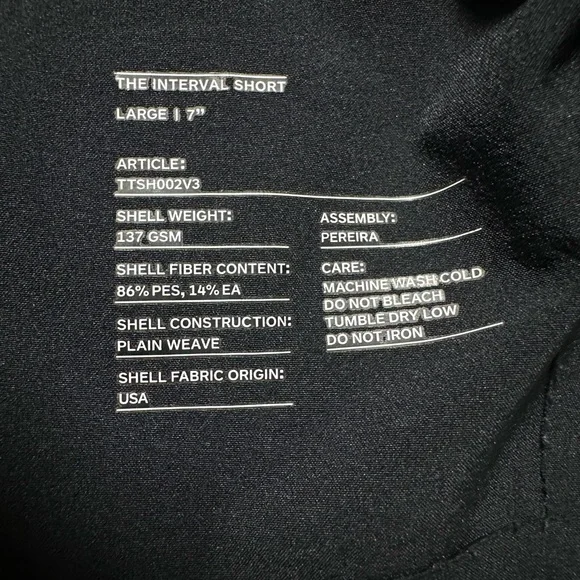 THE INTERVAL SHORT
LARGE | 7”
ARTICLE:
TTSH002V3
SHELL WEIGHT:
137 GSM
SHELL FIBER CONTENT:
86% PES, 14% EA
SHELL CONSTRUCTION:
PLAIN WEAVE
SHELL FABRIC ORIGIN:
USA
ASSEMBLY:
PEREIRA
CARE:
MACHINE WASH COLD
DO NOT BLEACH
TUMBLE DRY LOW
DO NOT IRON